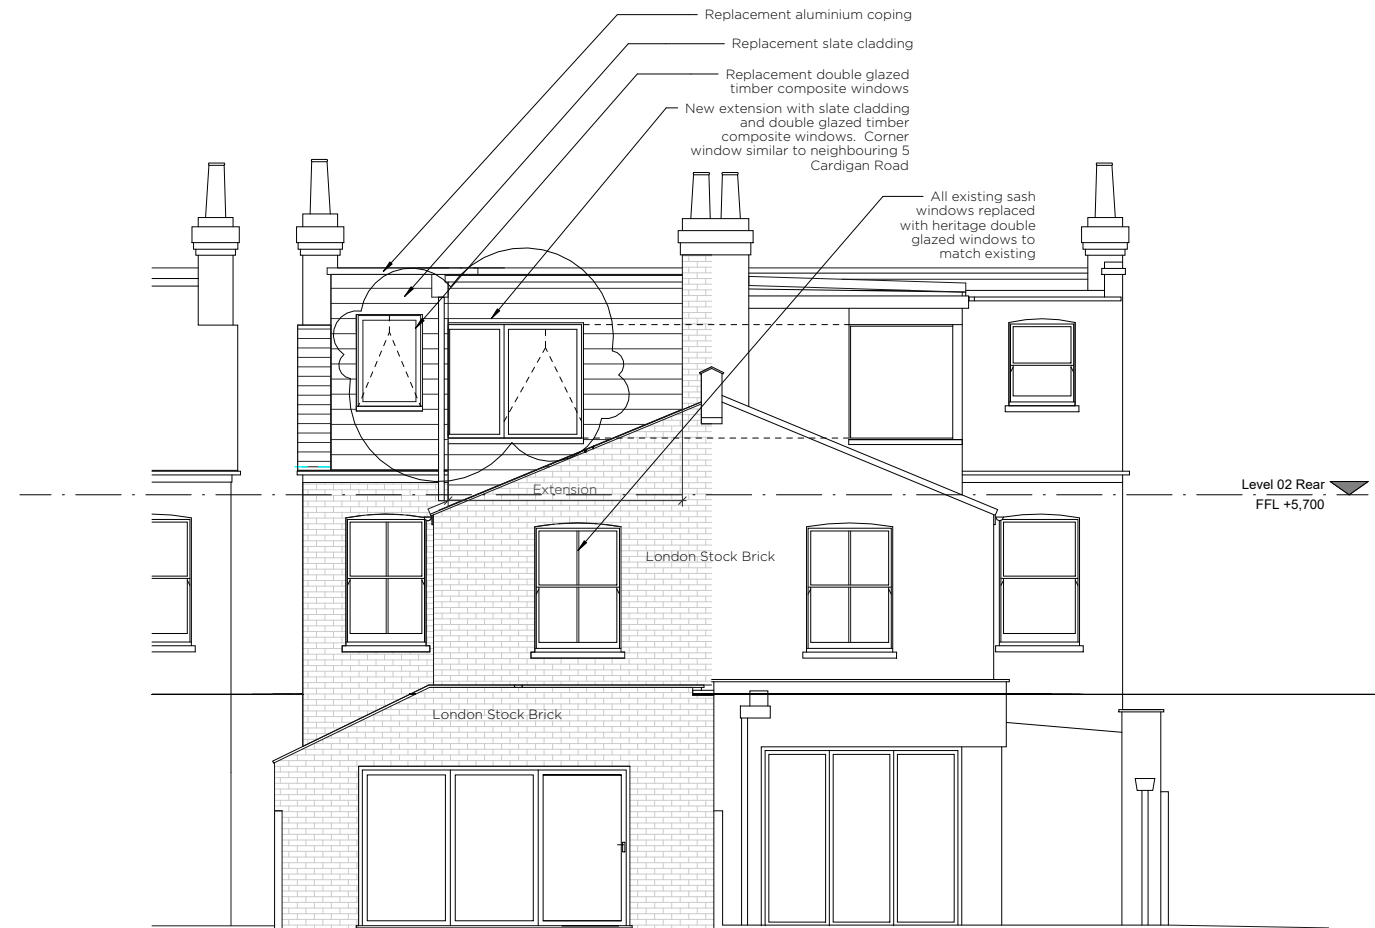 Replacement aluminium coping
Replacement slate cladding
Replacement double glazed
timber composite windows
New extension with slate cladding
and double glazed timber
composite windows. Corner
window similar to neighbouring 5
Cardigan Road
All existing sash
windows replaced
with heritage double
glazed windows to
match existing
Level 02 Rear
FFL +5,700
Extension
London Stock Brick
London Stock Brick